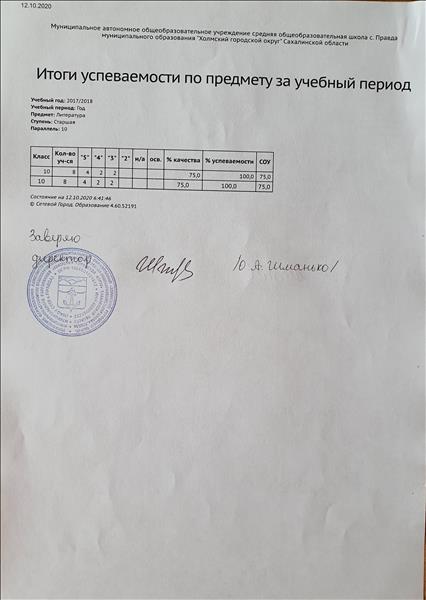 12.10.2020
Муниципальное автономное общеобразовательное учреждение средняя общеобразовательная школа с. Правда
муниципального образования "Холмский городской округ" Сахалинской области
Итоги успеваемости по предмету за учебный период
Учебный год: 2017/2018
Учебный период: Год
Предмет: Литература
Ступень: Старшая
Параллель: 10
Класс Кол-во уч-ся "5" "4" "3" "2" н/а осв. % качества % успеваемости СОУ
10 8 4 2 2 75,0 100,0 75,0
10 8 4 2 2 75,0 100,0 75,0
Состояние на 12.10.2020 6:41:46
© Сетевой Город. Образование 4.60.52191
Заверяю
директор